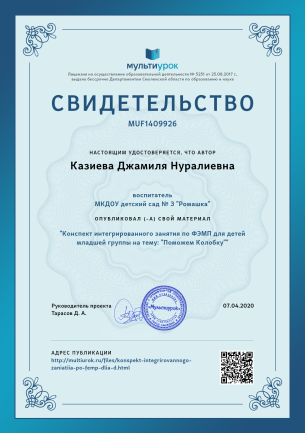 мультиурок
Лицензия на осуществление образовательной деятельности № 5251 от 25.08.2017 г.,
выдана бессрочно Департаментом Смоленской области по образованию и науке
СВИДЕТЕЛЬСТВО
MUF1409926
НАСТОЯЩИМ УДОСТОВЕРЯЕТСЯ, ЧТО АВТОР
Казиева Джамиля Нуралиевна
воспитатель
МКДОУ детский сад № 3 "Ромашка"
ОПУБЛИКОВАЛ (-А) СВОЙ МАТЕРИАЛ
"Конспект интегрированного занятия по ФЭМП для детей
младшей группы на тему: "Поможем Колобку""
Руководитель проекта
Тарасов Д. А.
«Мультиурок»
07.04.2020
АДРЕС ПУБЛИКАЦИИ
http://multiurok.ru/files/konspekt-integrirovannogo-
zaniatiia-po-femp-dlia-d.html